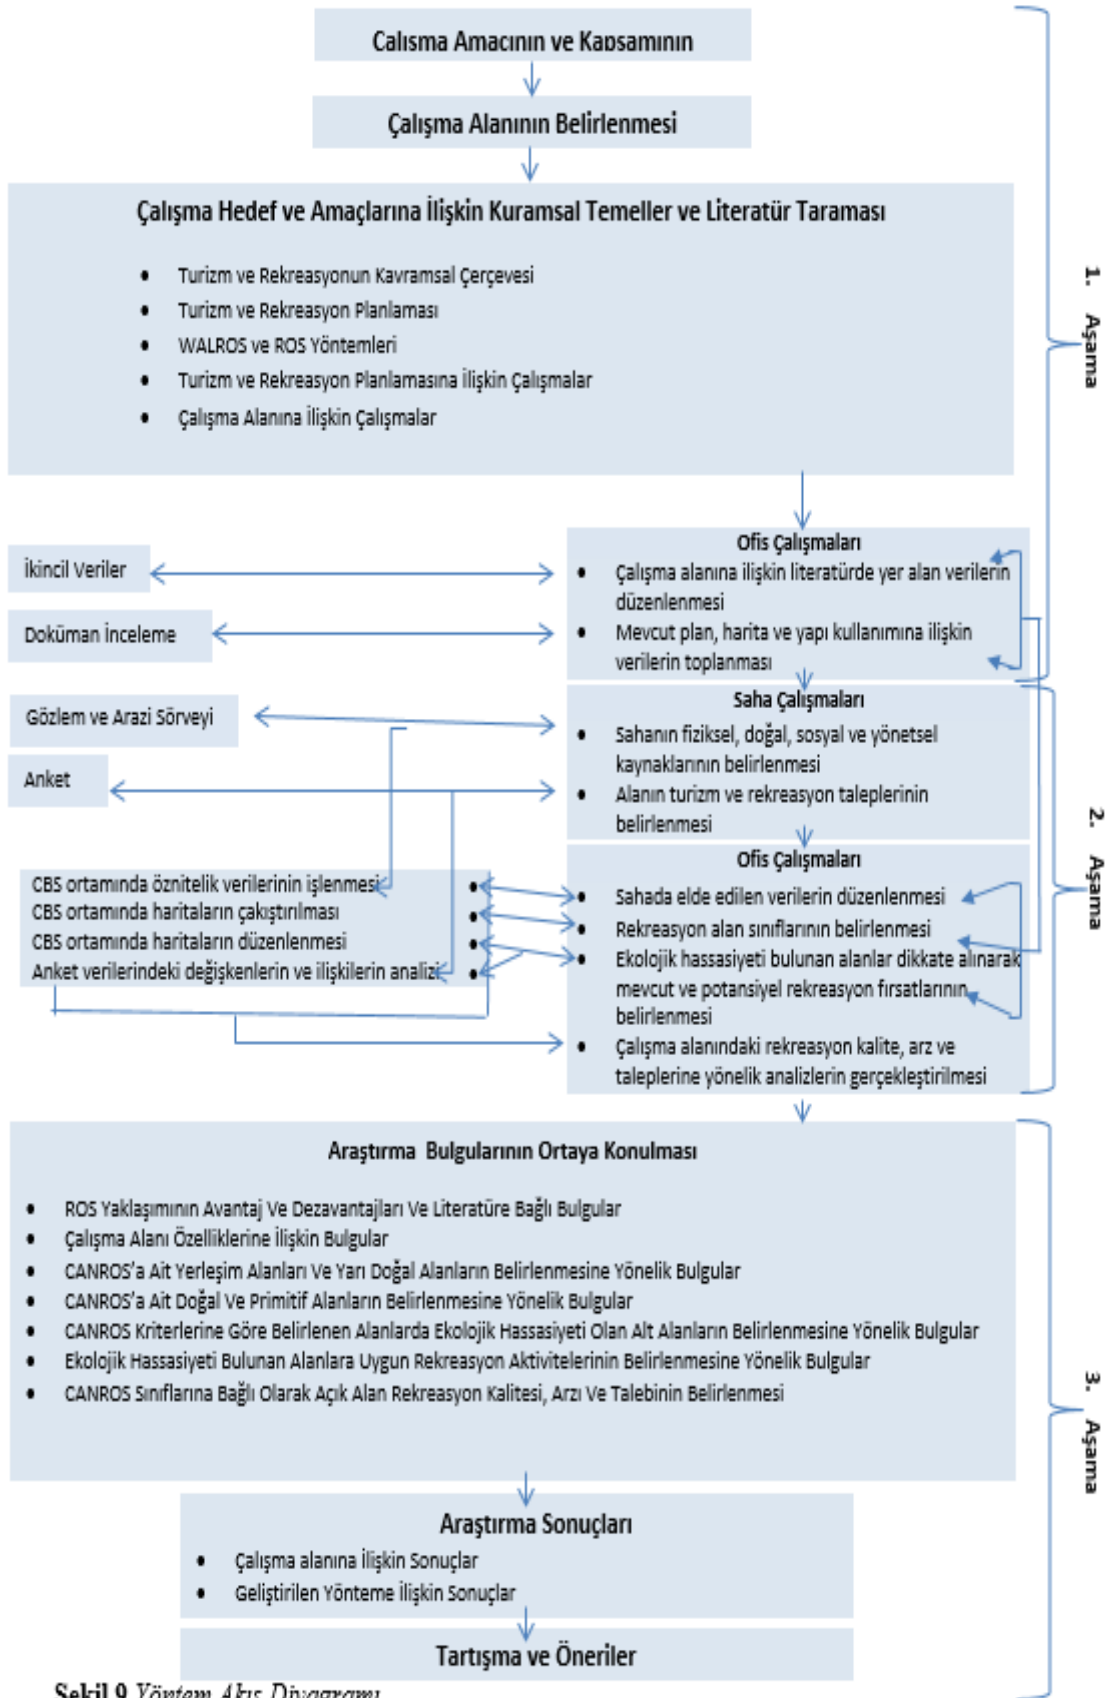 Çalışma Amacının ve Kapsamının
Çalışma Alanının Belirlenmesi
Çalışma Hedef ve Amaçlarına İlişkin Kuramsal Temeller ve Literatür Taraması
• Turizm ve Rekreasyonun Kavramsal Çerçevesi
• Turizm ve Rekreasyon Planlaması
• WALROS ve ROS Yöntemleri
• Turizm ve Rekreasyon Planlamasına İlişkin Çalışmalar
• Çalışma Alanına İlişkin Çalışmalar
1. Aşama
İkincil Veriler
Doküman İnceleme
Ofis Çalışmaları
• Çalışma alanına ilişkin literatürde yer alan verilerin
düzenlenmesi
• Mevcut plan, harita ve yapı kullanımına ilişkin
verilerin toplanması
Gözlem ve Arazi Sörveyi
Anket
Saha Çalışmaları
• Sahanın fiziksel, doğal, sosyal ve yönetsel
kaynaklarının belirlenmesi
• Alanın turizm ve rekreasyon taleplerinin
belirlenmesi
2. Aşama
CBS ortamında öznitelik verilerinin işlenmesi •
CBS ortamında haritaların çakıştırılması •
CBS ortamında haritaların düzenlenmesi •
Anket verilerindeki değişkenlerin ve ilişkilerin analizi •
Ofis Çalışmaları
• Sahada elde edilen verilerin düzenlenmesi
• Rekreasyon alan sınıflarının belirlenmesi
• Ekolojik hassasiyeti bulunan alanlar dikkate alınarak
mevcut ve potansiyel rekreasyon fırsatlarının
belirlenmesi
• Çalışma alanındaki rekreasyon kalite, arz ve
taleplerine yönelik analizlerin gerçekleştirilmesi
Araştırma Bulgularının Ortaya Konulması
• ROS Yaklaşımının Avantaj Ve Dezavantajları Ve Literatüre Bağlı Bulgular
• Çalışma Alanı Özelliklerine İlişkin Bulgular
• CANROS’a Ait Yerleşim Alanları Ve Yarı Doğal Alanların Belirlenmesine Yönelik Bulgular
• CANROS’a Ait Doğal Ve Primitif Alanların Belirlenmesine Yönelik Bulgular
• CANROS Kriterlerine Göre Belirlenen Alanlarda Ekolojik Hassasiyeti Olan Alt Alanların Belirlenmesine Yönelik Bulgular
• Ekolojik Hassasiyeti Bulunan Alanlara Uygun Rekreasyon Aktivitelerinin Belirlenmesine Yönelik Bulgular
• CANROS Sınıflarına Bağlı Olarak Açık Alan Rekreasyon Kalitesi, Arzı Ve Talebinin Belirlenmesi
3. Aşama
Araştırma Sonuçları
• Çalışma alanına İlişkin Sonuçlar
• Geliştirilen Yönteme İlişkin Sonuçlar
Tartışma ve Öneriler
Şekil 9 Yöntem Akış Diyagramı